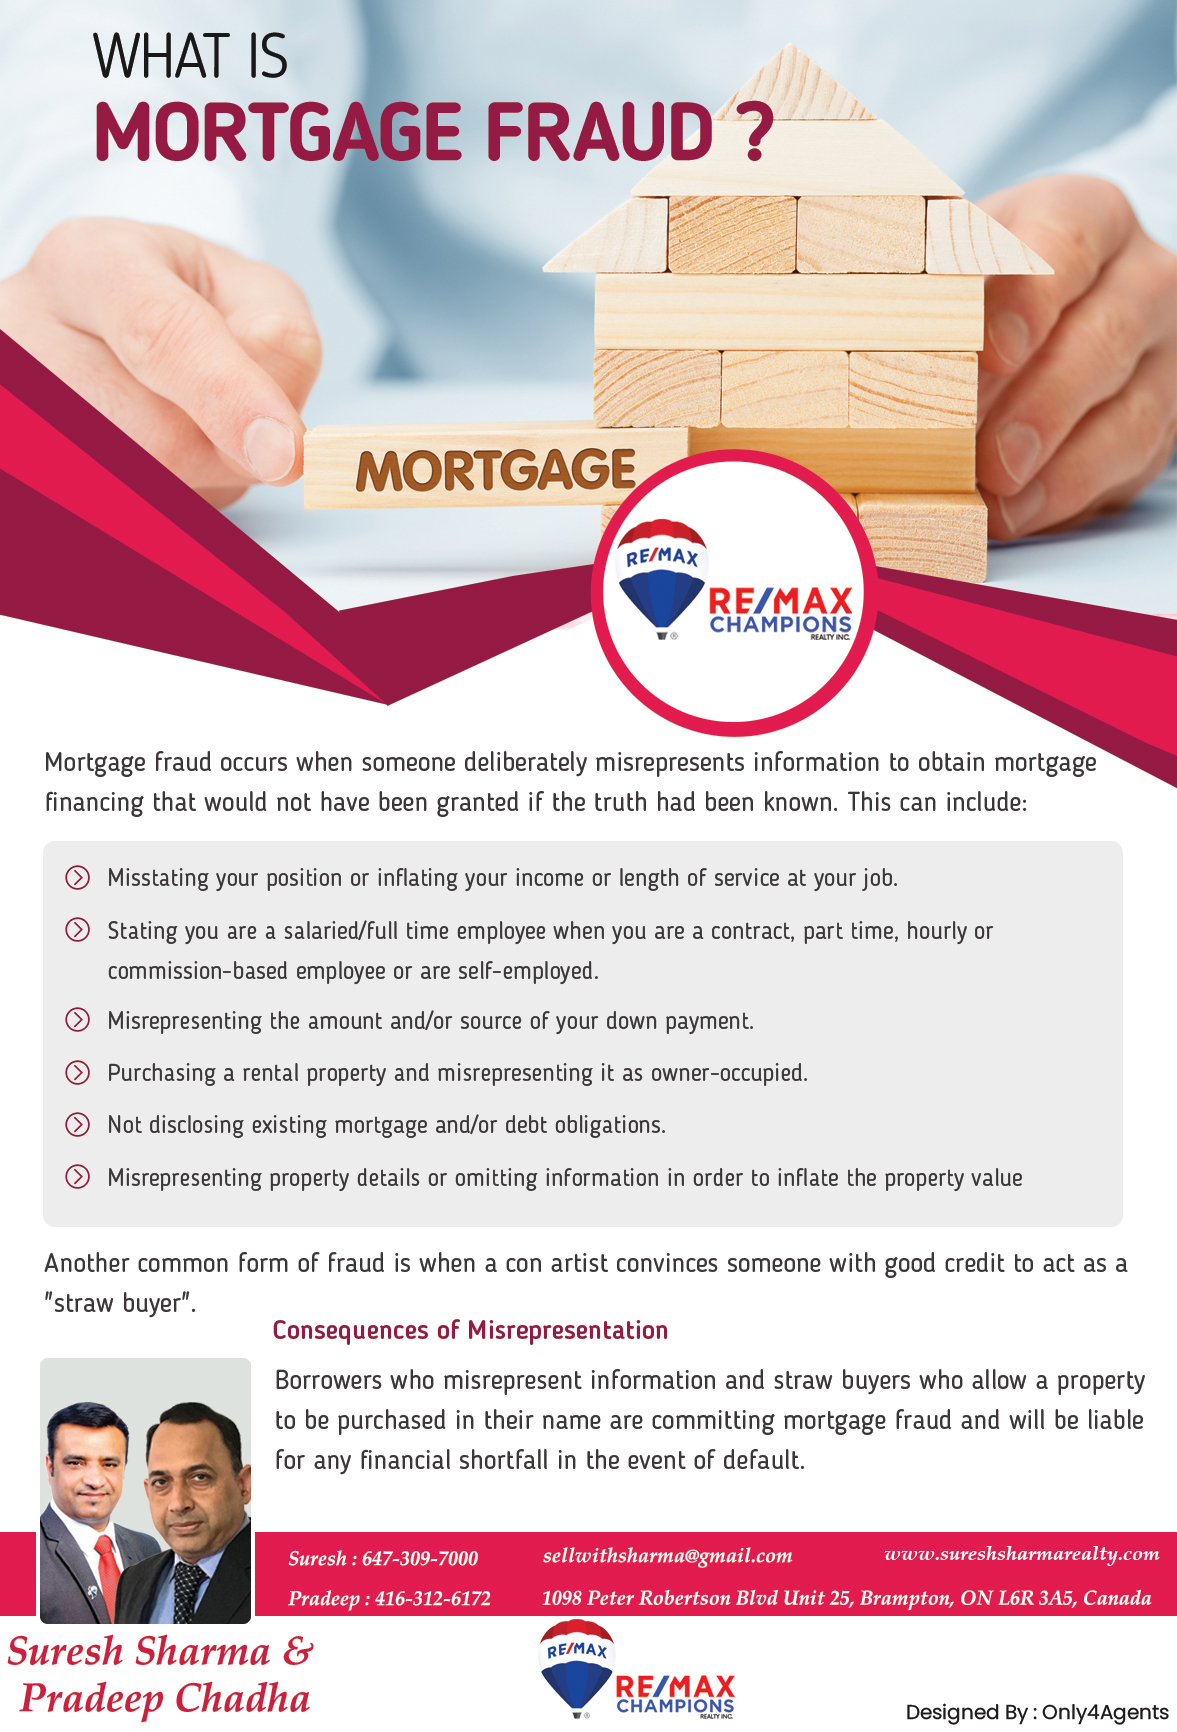 WHAT IS
MORTGAGE FRAUD ?
MORTGAGE
RE/MAX
®
RE/MAX
CHAMPIONS
REALTY INC.
Mortgage fraud occurs when someone deliberately misrepresents information to obtain mortgage
financing that would not have been granted if the truth had been known. This can include:
Misstating your position or inflating your income or length of service at your job.
Stating you are a salaried/full time employee when you are a contract, part time, hourly or
commission-based employee or are self-employed.
Misrepresenting the amount and/or source of your down payment.
Purchasing a rental property and misrepresenting it as owner-occupied.
Not disclosing existing mortgage and/or debt obligations.
Misrepresenting property details or omitting information in order to inflate the property value
Another common form of fraud is when a con artist convinces someone with good credit to act as a
"straw buyer".
Consequences of Misrepresentation
Borrowers who misrepresent information and straw buyers who allow a property
to be purchased in their name are committing mortgage fraud and will be liable
for any financial shortfall in the event of default.
Suresh : 647-309-7000
sellwithsharma@gmail.com
www.sureshsharmarealty.com
Pradeep : 416-312-6172
1098 Peter Robertson Blvd Unit 25, Brampton, ON L6R 3A5, Canada
Suresh Sharma &
Pradeep Chadha
RE/MAX
®
RE/MAX
CHAMPIONS
REALTY INC.
Designed By : Only4Agents